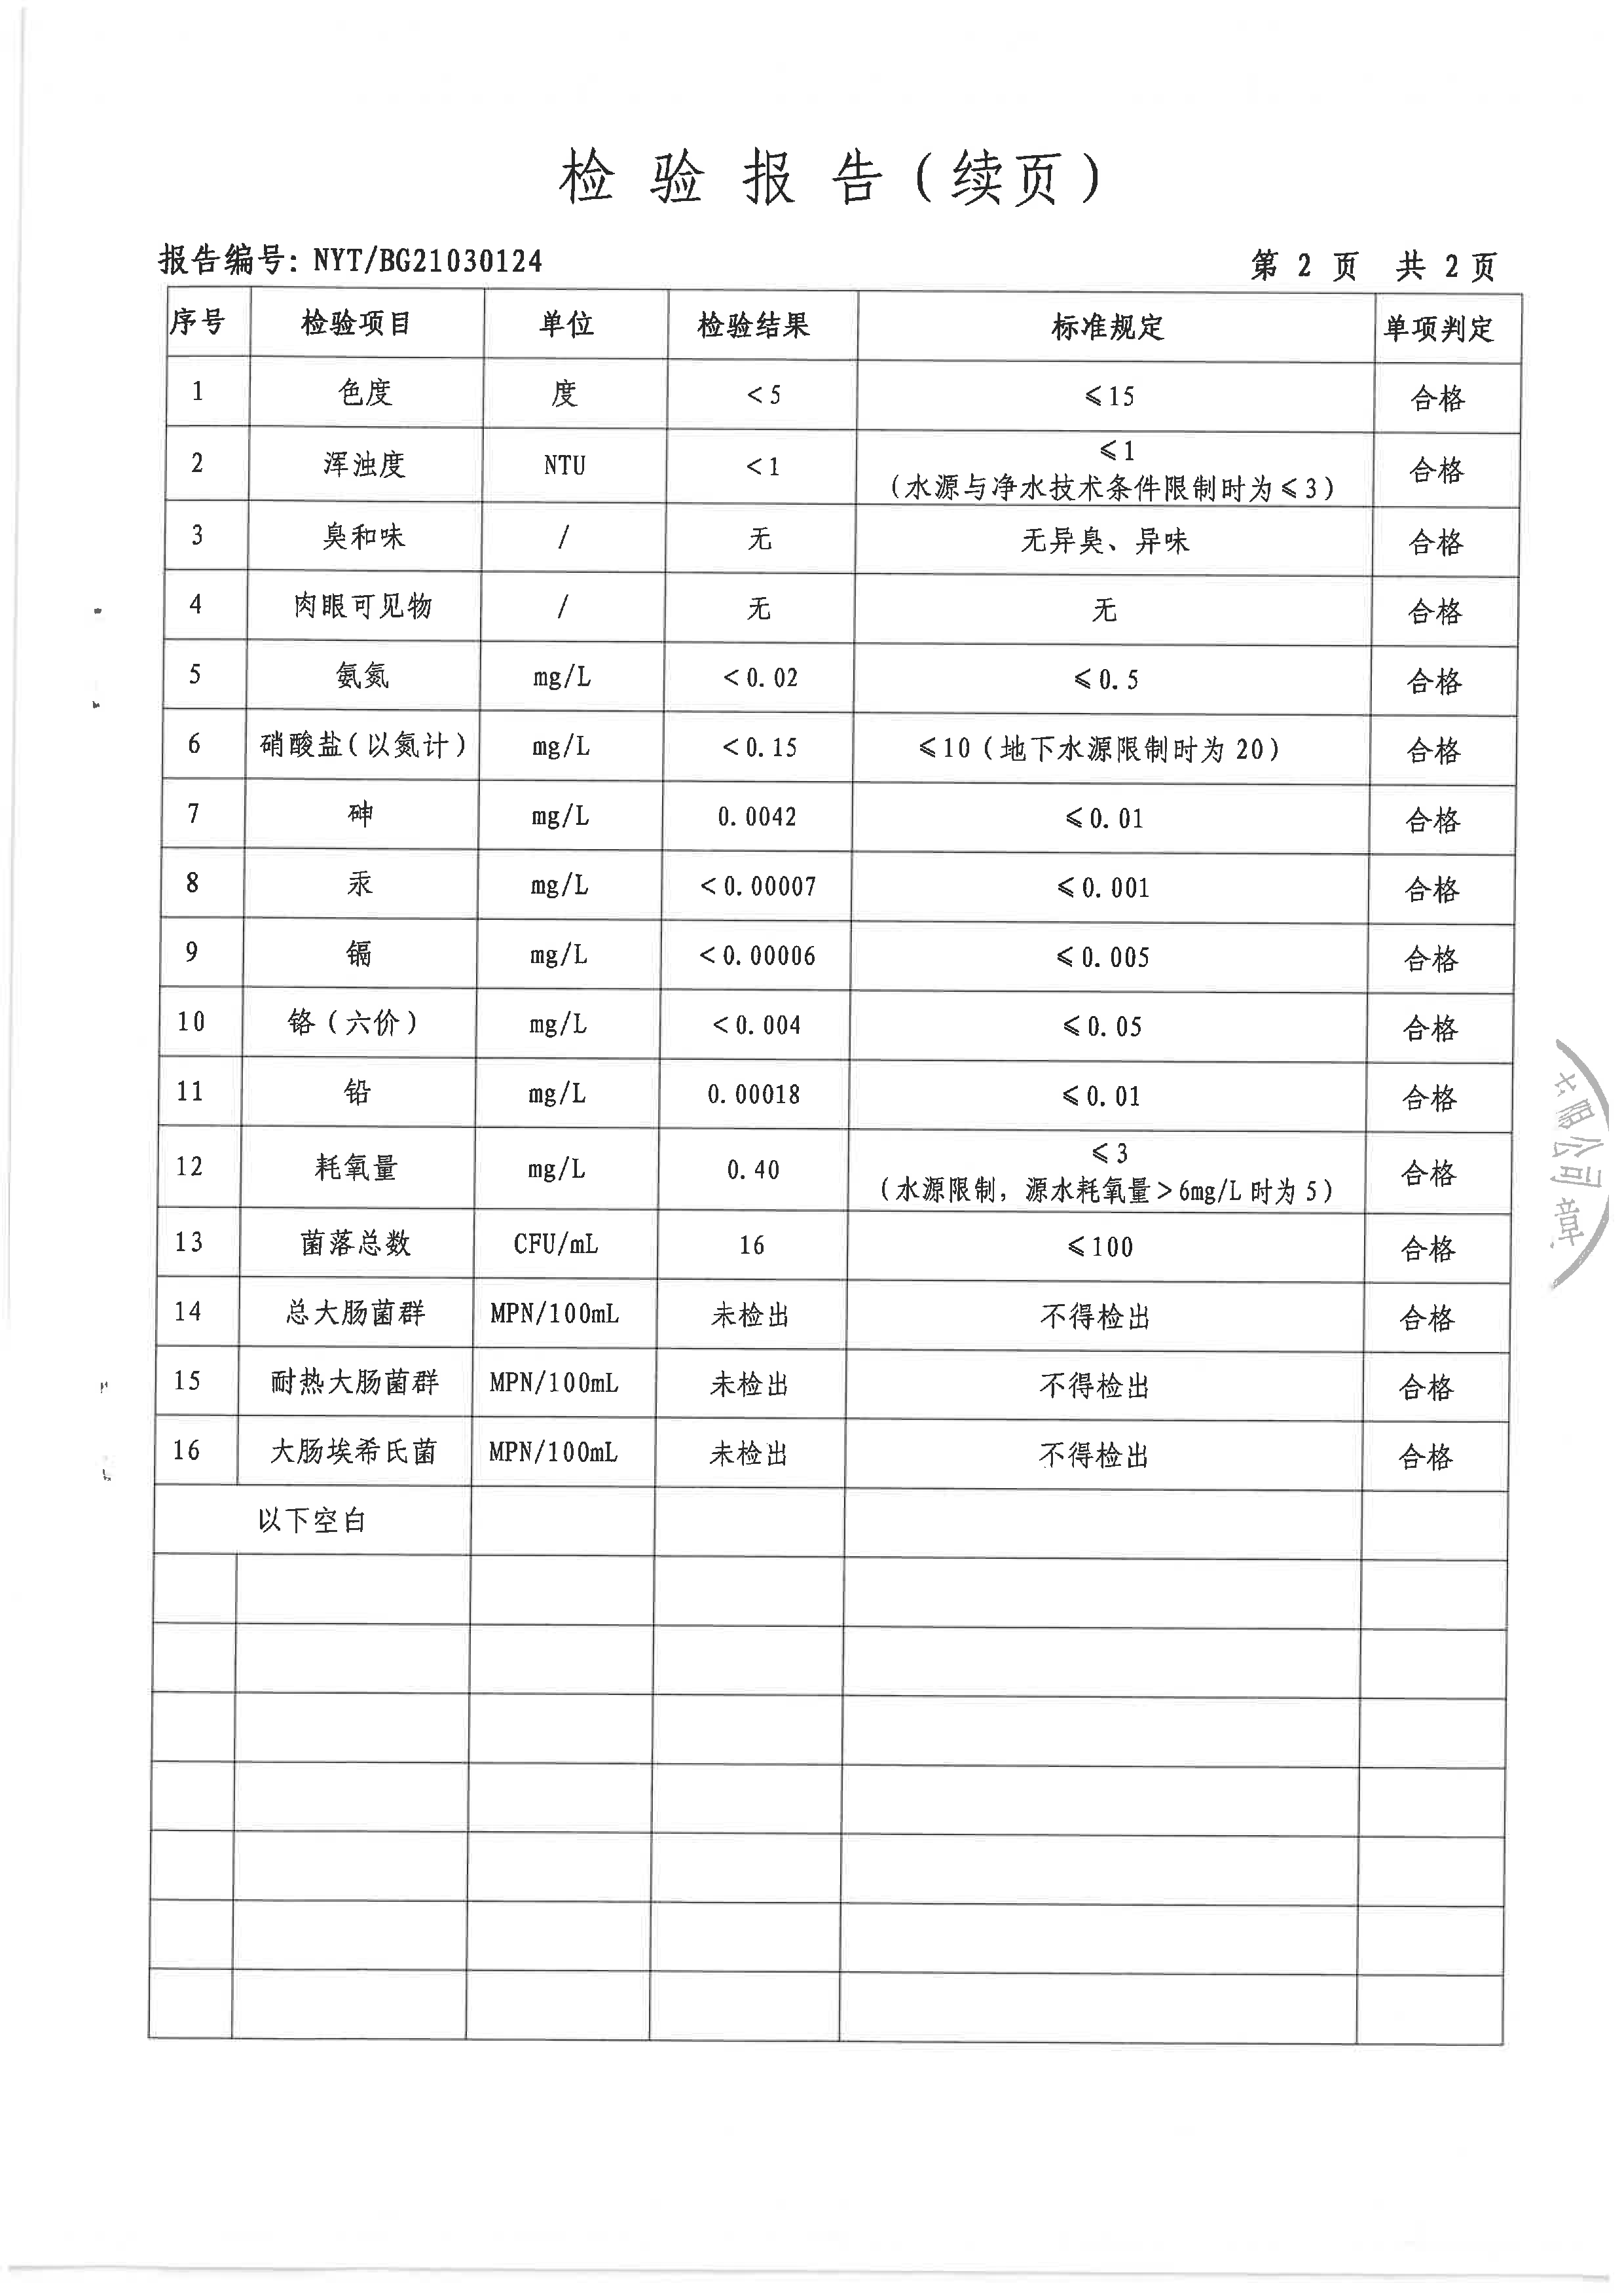 检验报告(续页)
报告编号: NYT/BG21030124 第 2 页 共 2 页
序号 检验项目 单位 检验结果 标准规定 单项判定
1 色度 度 <5 ≤15 合格
2 浑浊度 NTU <1 ≤1 合格
(水源与净水技术条件限制时为≤3)
3 臭和味 / 无 无异臭、异味 合格
4 肉眼可见物 / 无 无 合格
5 氨氮 mg/L <0.02 ≤0.5 合格
6 硝酸盐(以氮计) mg/L <0.15 ≤10(地下水源限制时为 20) 合格
7 砷 mg/L 0.0042 ≤0.01 合格
8 汞 mg/L <0.00007 ≤0.001 合格
9 镉 mg/L <0.00006 ≤0.005 合格
10 铬(六价) mg/L <0.004 ≤0.05 合格
11 铅 mg/L 0.00018 ≤0.01 合格
12 耗氧量 mg/L 0.40 ≤3 合格
(水源限制, 源水耗氧量>6mg/L 时为 5)
13 菌落总数 CFU/mL 16 ≤100 合格
14 总大肠菌群 MPN/100mL 未检出 不得检出 合格
15 耐热大肠菌群 MPN/100mL 未检出 不得检出 合格
16 大肠埃希氏菌 MPN/100mL 未检出 不得检出 合格
以下空白
限公司
章